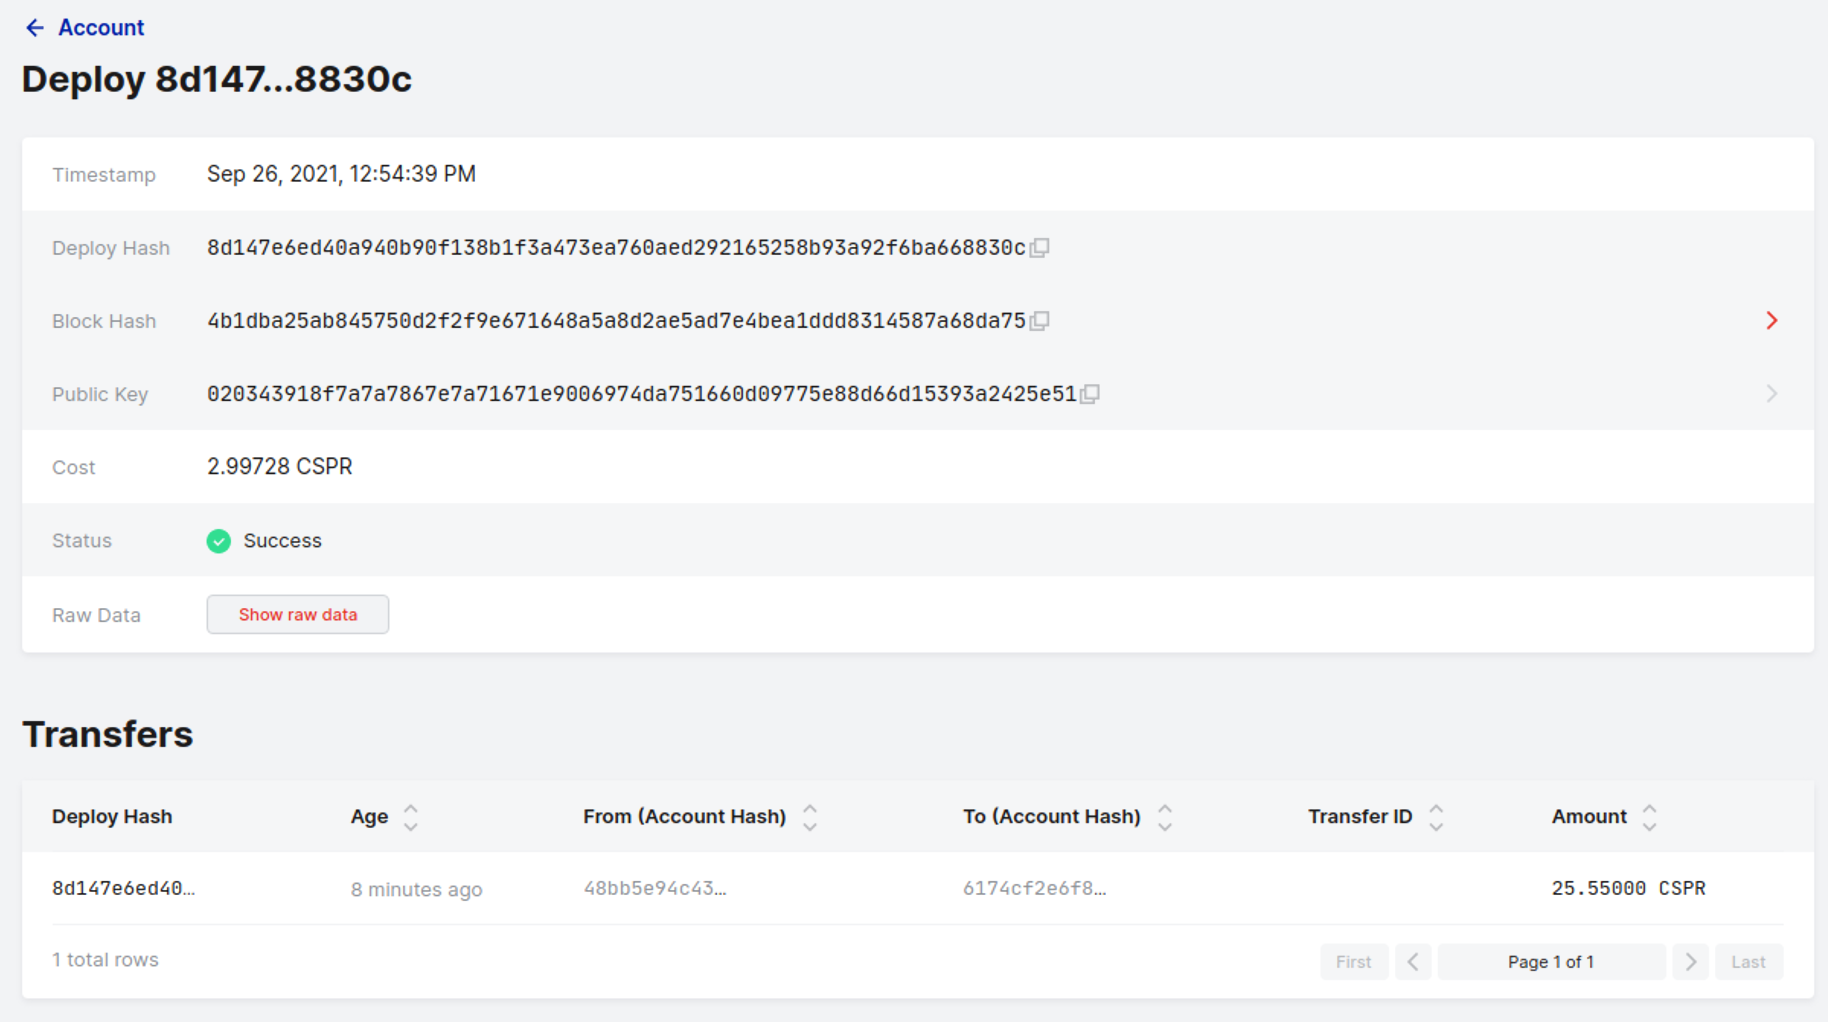 Account
Deploy 8d147...8830c
Timestamp Sep 26, 2021, 12:54:39 PM
Deploy Hash 8d147e6ed40a940b90f138b1f3a473ea760aed292165258b93a92f6ba668830c
Block Hash 4b1dba25ab845750d2f2f9e671648a5a8d2ae5ad7e4bea1ddd8314587a68da75
Public Key 020343918f7a7a7867e7a71671e9006974da751660d09775e88d66d15393a2425e51
Cost 2.99728 CSPR
Status Success
Raw Data Show raw data
Transfers
Deploy Hash Age From (Account Hash) To (Account Hash) Transfer ID Amount
8d147e6ed40… 8 minutes ago 48bb5e94c43… 6174cf2e6f8… 25.55000 CSPR
1 total rows First Page 1 of 1 Last